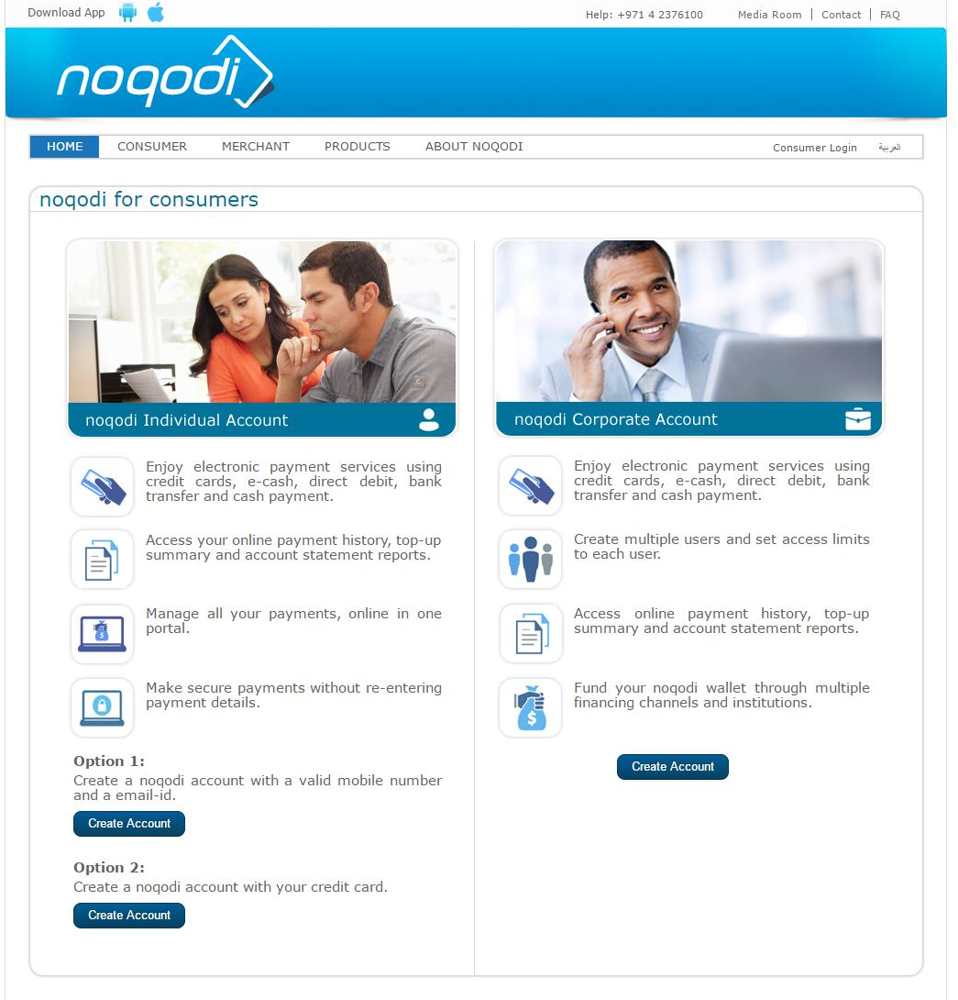 Download App
Help: +971 4 2376100
Media Room | Contact | FAQ
noqodi
HOME
CONSUMER
MERCHANT
PRODUCTS
ABOUT NOQODI
Consumer Login
العربية
noqodi for consumers
noqodi Individual Account
Enjoy electronic payment services using
credit cards, e-cash, direct debit, bank
transfer and cash payment.
Access your online payment history, top-up
summary and account statement reports.
Manage all your payments, online in one
portal.
$
Make secure payments without re-entering
payment details.
Option 1:
Create a noqodi account with a valid mobile number
and a email-id.
Create Account
Option 2:
Create a noqodi account with your credit card.
Create Account
noqodi Corporate Account
Enjoy electronic payment services using
credit cards, e-cash, direct debit, bank
transfer and cash payment.
Create multiple users and set access limits
to each user.
Access online payment history, top-up
summary and account statement reports.
Fund your noqodi wallet through multiple
financing channels and institutions.
$
Create Account